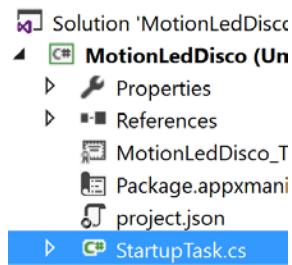 Solution 'MotionLedDisco
C# MotionLedDisco (Un
Properties
References
MotionLedDisco_T
Package.appxmani
project.json
C# StartupTask.cs